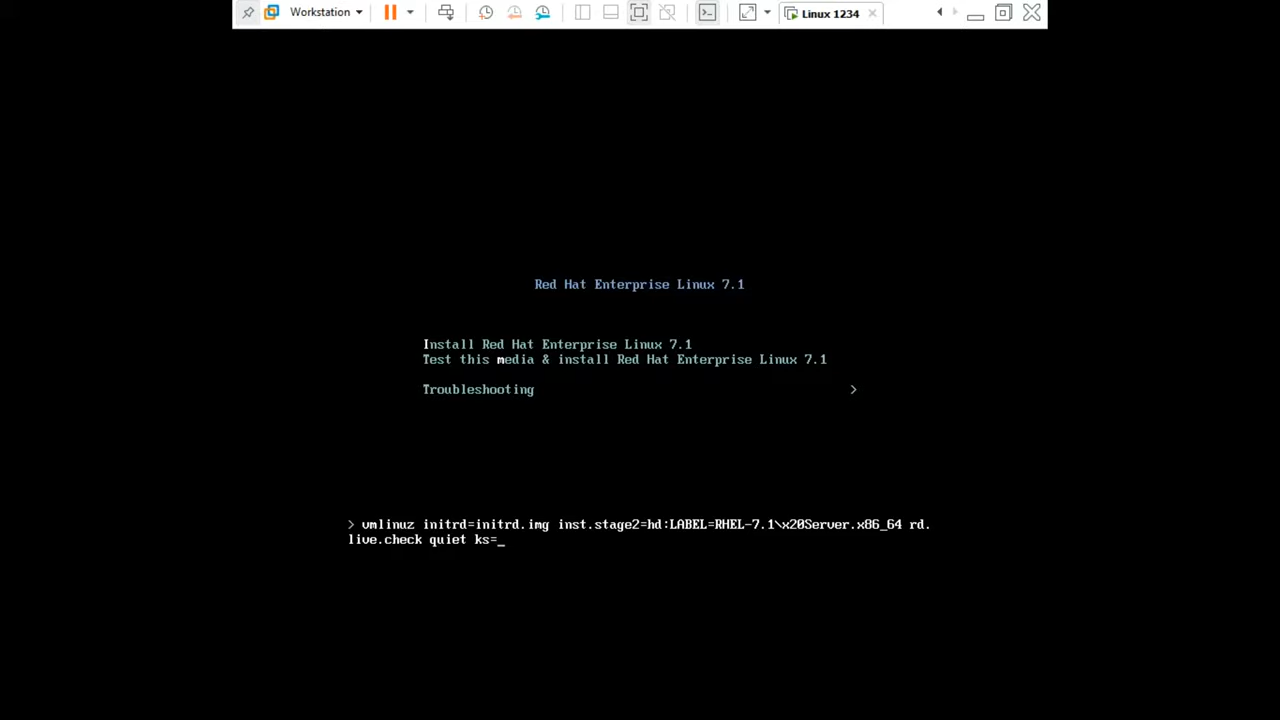 Workstation
Linux 1234
Red Hat Enterprise Linux 7.1
Install Red Hat Enterprise Linux 7.1
Test this media & install Red Hat Enterprise Linux 7.1
Troubleshooting >
> vmlinuz initrd=initrd.img inst.stage2=hd:LABEL=RHEL-7.1\x20Server.x86_64 rd.
live.check quiet ks=_